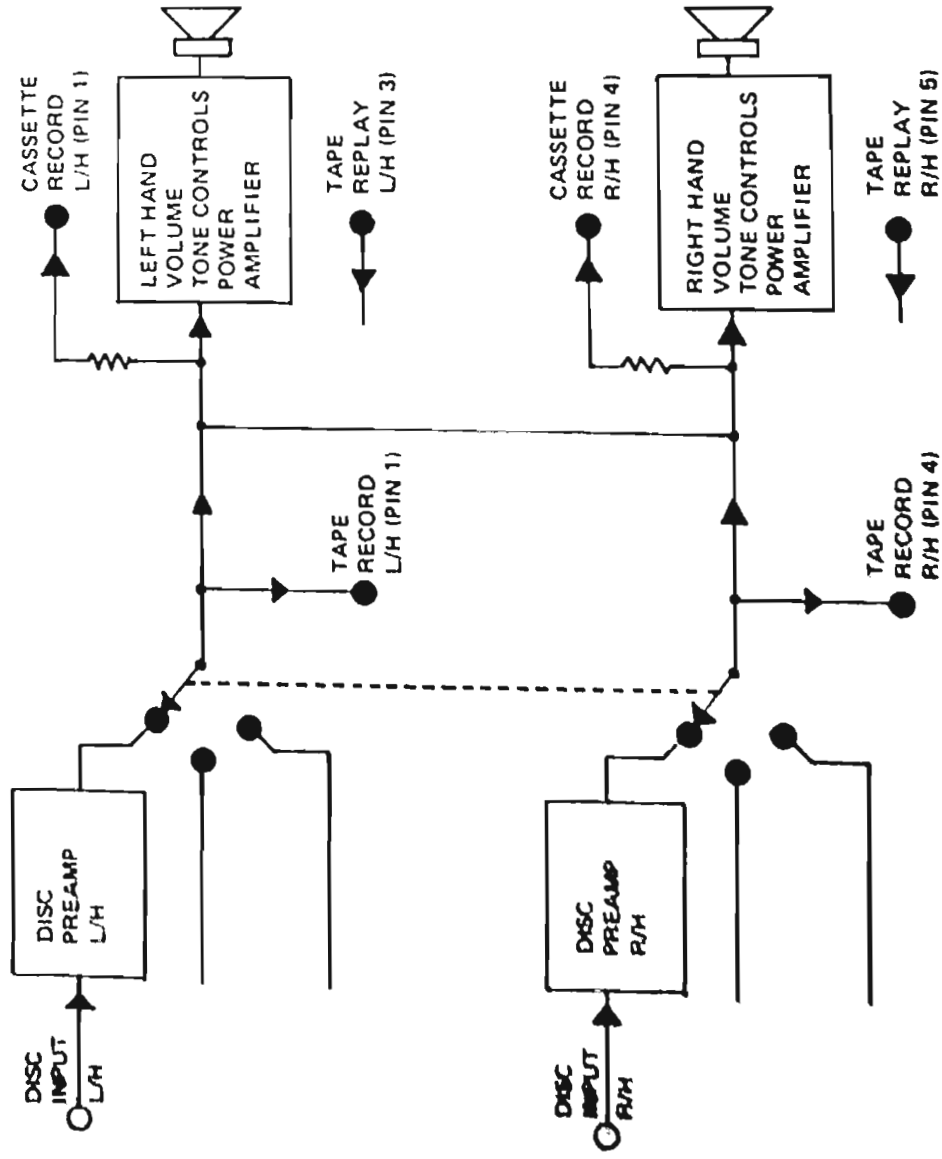 DISC
INPUT
L/H
DISC
PREAMP
L/H
TAPE
RECORD
L/H (PIN 1)
CASSETTE
RECORD
L/H (PIN 1)
LEFT HAND
VOLUME
TONE CONTROLS
POWER
AMPLIFIER
TAPE
REPLAY
L/H (PIN 3)
DISC
INPUT
R/H
DISC
PREAMP
R/H
TAPE
RECORD
R/H (PIN 4)
CASSETTE
RECORD
R/H (PIN 4)
RIGHT HAND
VOLUME
TONE CONTROLS
POWER
AMPLIFIER
TAPE
REPLAY
R/H (PIN 5)